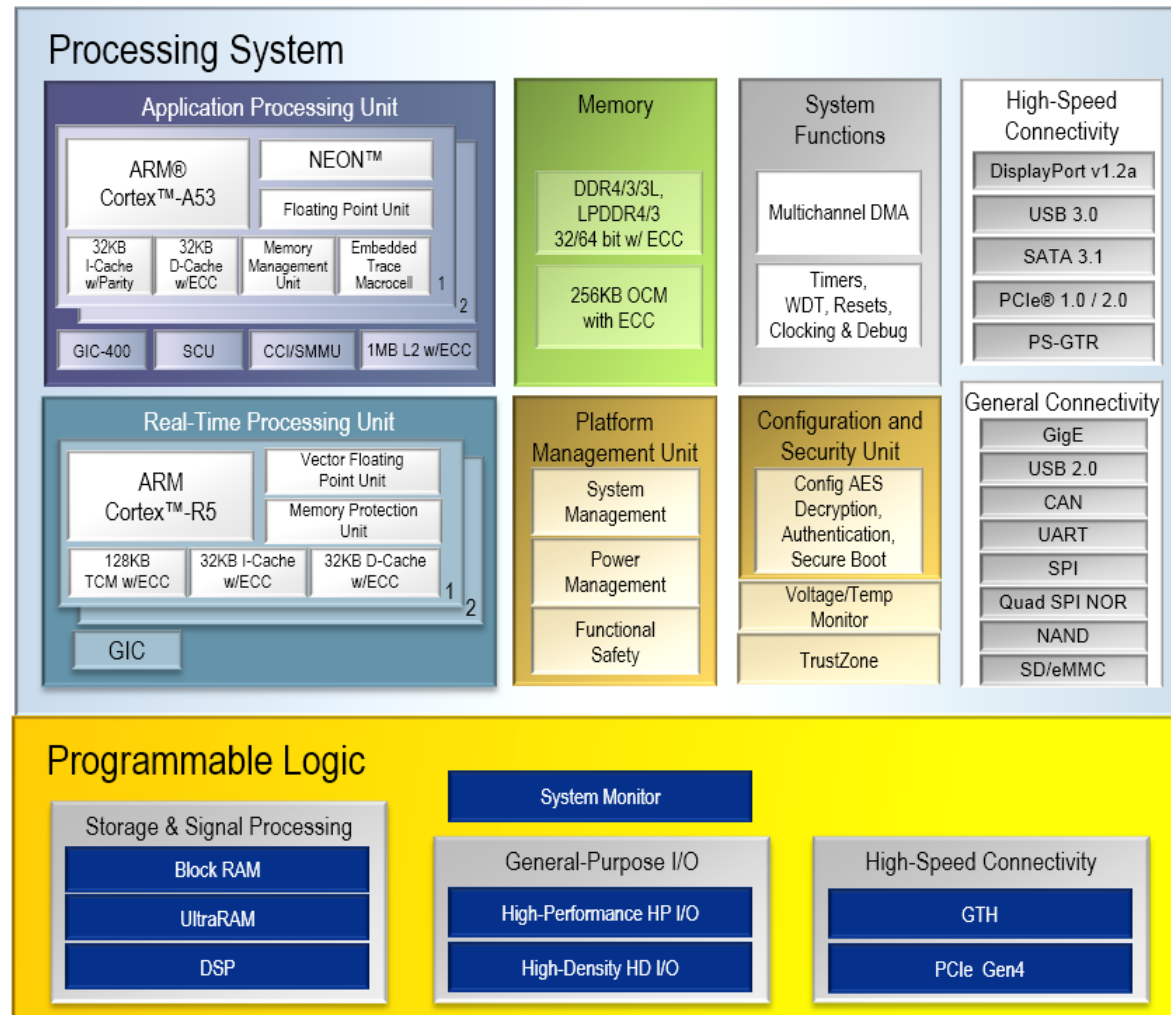 Processing System
Application Processing Unit
ARM®
Cortex™-A53
NEON™
Floating Point Unit
32KB
I-Cache
w/Parity
32KB
D-Cache
w/ECC
Memory
Management
Unit
Embedded
Trace
Macrocell
1
2
GIC-400
SCU
CCI/SMMU
1MB L2 w/ECC
Memory
DDR4/3/3L,
LPDDR4/3
32/64 bit w/ ECC
256KB OCM
with ECC
System
Functions
Multichannel DMA
Timers,
WDT, Resets,
Clocking & Debug
High-Speed
Connectivity
DisplayPort v1.2a
USB 3.0
SATA 3.1
PCIe® 1.0 / 2.0
PS-GTR
Real-Time Processing Unit
ARM
Cortex™-R5
Vector Floating
Point Unit
Memory Protection
Unit
128KB
TCM w/ECC
32KB I-Cache
w/ECC
32KB D-Cache
w/ECC
1
2
GIC
Platform
Management Unit
System
Management
Power
Management
Functional
Safety
Configuration and
Security Unit
Config AES
Decryption,
Authentication,
Secure Boot
Voltage/Temp
Monitor
TrustZone
General Connectivity
GigE
USB 2.0
CAN
UART
SPI
Quad SPI NOR
NAND
SD/eMMC
Programmable Logic
Storage & Signal Processing
Block RAM
UltraRAM
DSP
System Monitor
General-Purpose I/O
High-Performance HP I/O
High-Density HD I/O
High-Speed Connectivity
GTH
PCIe Gen4